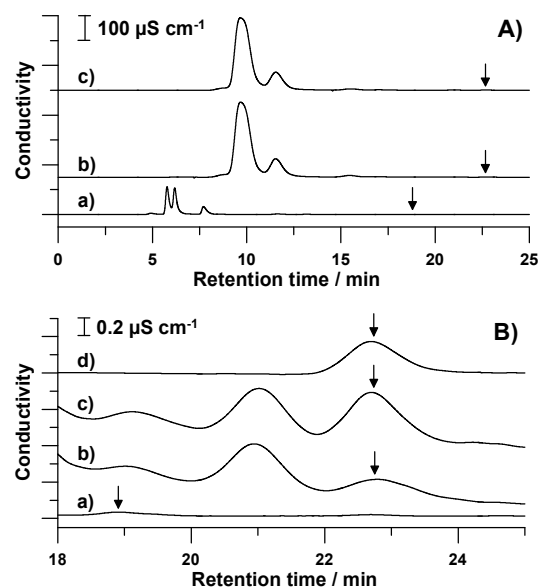 100 µS cm-1
A)
c)
b)
a)
Conductivity
0 5 10 15 20 25
Retention time / min
0.2 µS cm-1
B)
d)
c)
b)
a)
Conductivity
18 20 22 24
Retention time / min